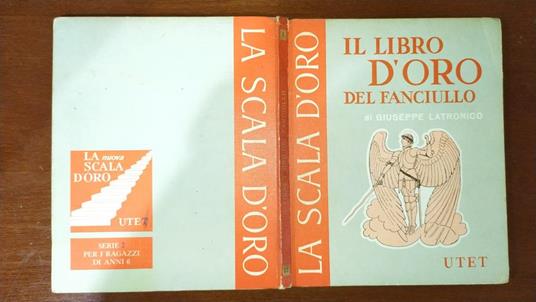 LA nuova
SCALA
D'ORO
UTET
SERIE
PER I RAGAZZI
DI ANNI 6
LA SCALA D'ORO
LA SCALA D'ORO
IL LIBRO
D'ORO
DEL FANCIULLO
di GIUSEPPE LATRONICO
UTET